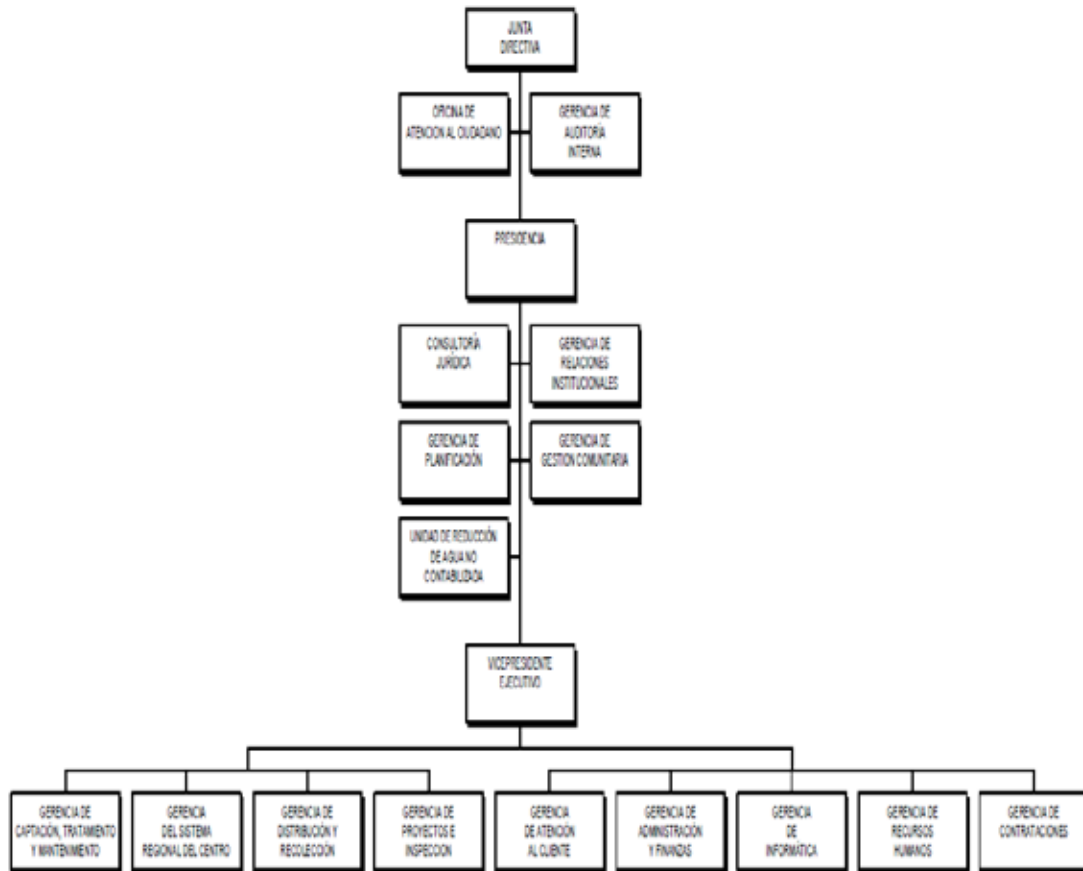 JUNTA
DIRECTIVA
OFICINA DE
ATENCION AL CIUDADANO
GERENCIA DE
AUDITORÍA
INTERNA
PRESIDENCIA
CONSULTORÍA
JURÍDICA
GERENCIA DE
RELACIONES
INSTITUCIONALES
GERENCIA DE
PLANIFICACIÓN
GERENCIA DE
GESTION COMUNITARIA
UNIDAD DE REDUCCIÓN
DE AGUA NO
CONTABILIZADA
VICEPRESIDENTE
EJECUTIVO
GERENCIA DE
CAPTACIÓN, TRATAMIENTO
Y MANTENIMIENTO
GERENCIA
DEL SISTEMA
REGIONAL DEL CENTRO
GERENCIA DE
DISTRIBUCIÓN Y
RECOLECCIÓN
GERENCIA DE
PROYECTOS E
INSPECCION
GERENCIA
DE ATENCIÓN
AL CLIENTE
GERENCIA DE
ADMINISTRACIÓN
Y FINANZAS
GERENCIA
DE
INFORMÁTICA
GERENCIA DE
RECURSOS
HUMANOS
GERENCIA DE
CONTRATACIONES